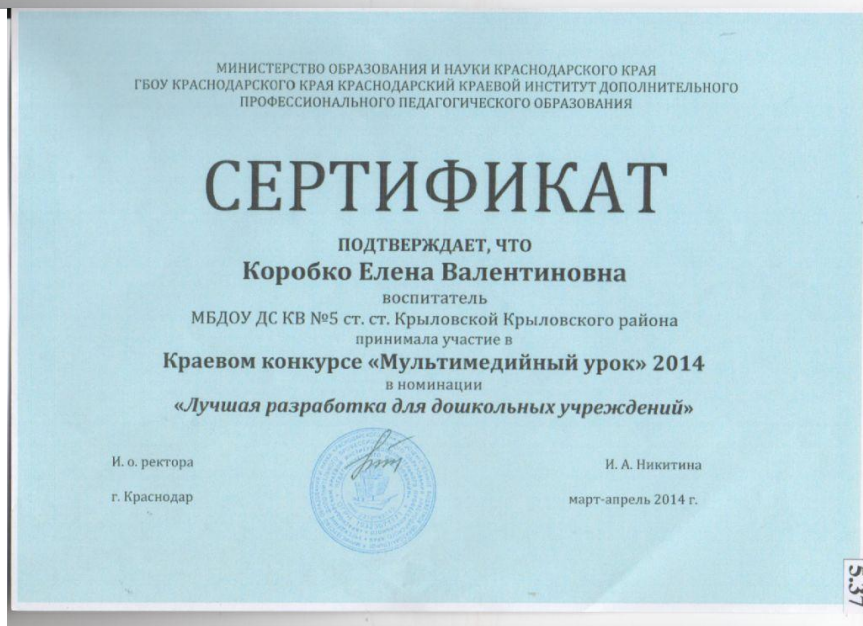 МИНИСТЕРСТВО ОБРАЗОВАНИЯ И НАУКИ КРАСНОДАРСКОГО КРАЯ
ГБОУ КРАСНОДАРСКОГО КРАЯ КРАСНОДАРСКИЙ КРАЕВОЙ ИНСТИТУТ ДОПОЛНИТЕЛЬНОГО
ПРОФЕССИОНАЛЬНОГО ПЕДАГОГИЧЕСКОГО ОБРАЗОВАНИЯ
СЕРТИФИКАТ
ПОДТВЕРЖДАЕТ, ЧТО
Коробко Елена Валентиновна
воспитатель
МБДОУ ДС КВ №5 ст. ст. Крыловской Крыловского района
принимала участие в
Краевом конкурсе «Мультимедийный урок» 2014
в номинации
«Лучшая разработка для дошкольных учреждений»
И. о. ректора
И. А. Никитина
г. Краснодар
март-апрель 2014 г.
5.37